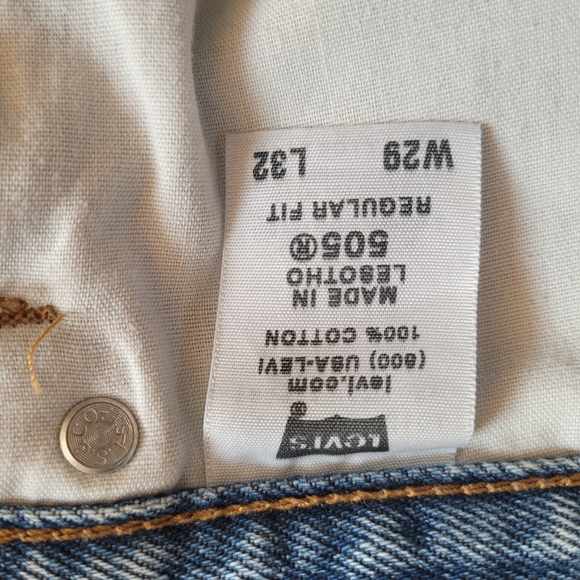 LEVI'S
®
levi.com
(800) USA-LEVI
100% COTTON
MADE IN
LESOTHO
505®
REGULAR FIT
W29 L32